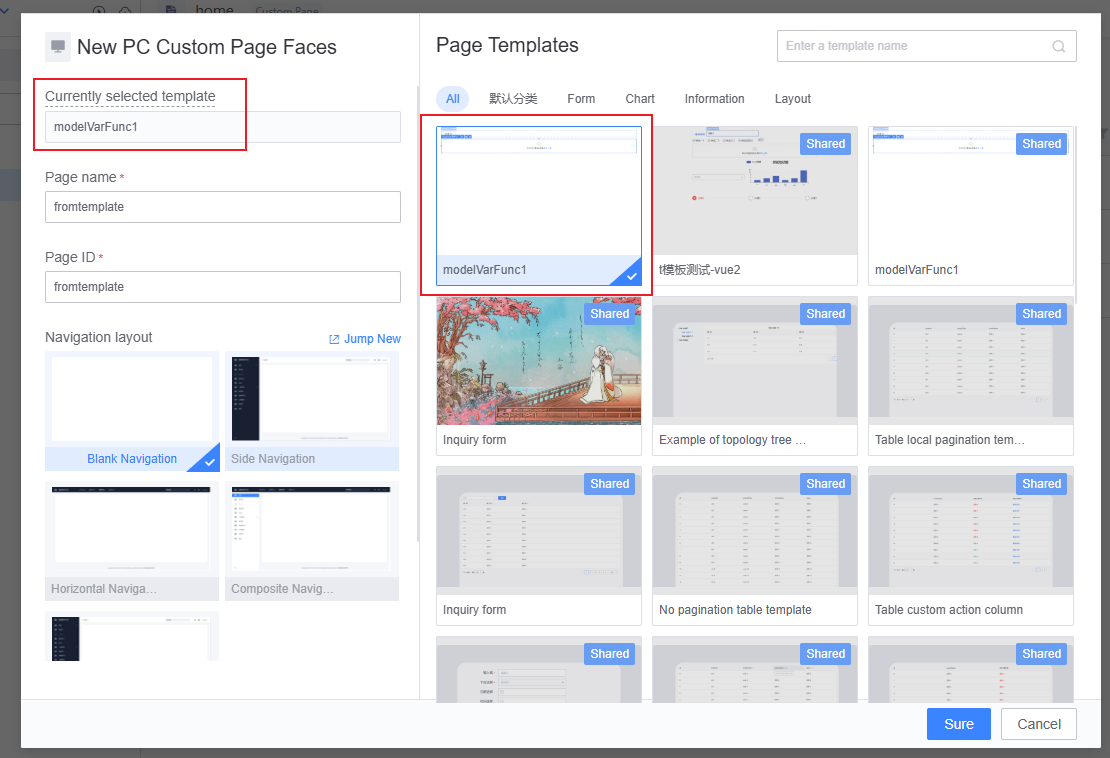 home
Custom Page
New PC Custom Page Faces
Currently selected template
modelVarFunc1
Page name *
fromtemplate
Page ID *
fromtemplate
Navigation layout
Jump New
Blank Navigation
Side Navigation
Horizontal Naviga…
Composite Navig…
Page Templates
Enter a template name
All
默认分类
Form
Chart
Information
Layout
modelVarFunc1
Shared
t模板测试-vue2
Shared
modelVarFunc1
Shared
Inquiry form
Shared
Example of topology tree …
Shared
Table local pagination tem…
Shared
Inquiry form
Shared
No pagination table template
Shared
Table custom action column
Shared
Shared
Shared
Sure
Cancel